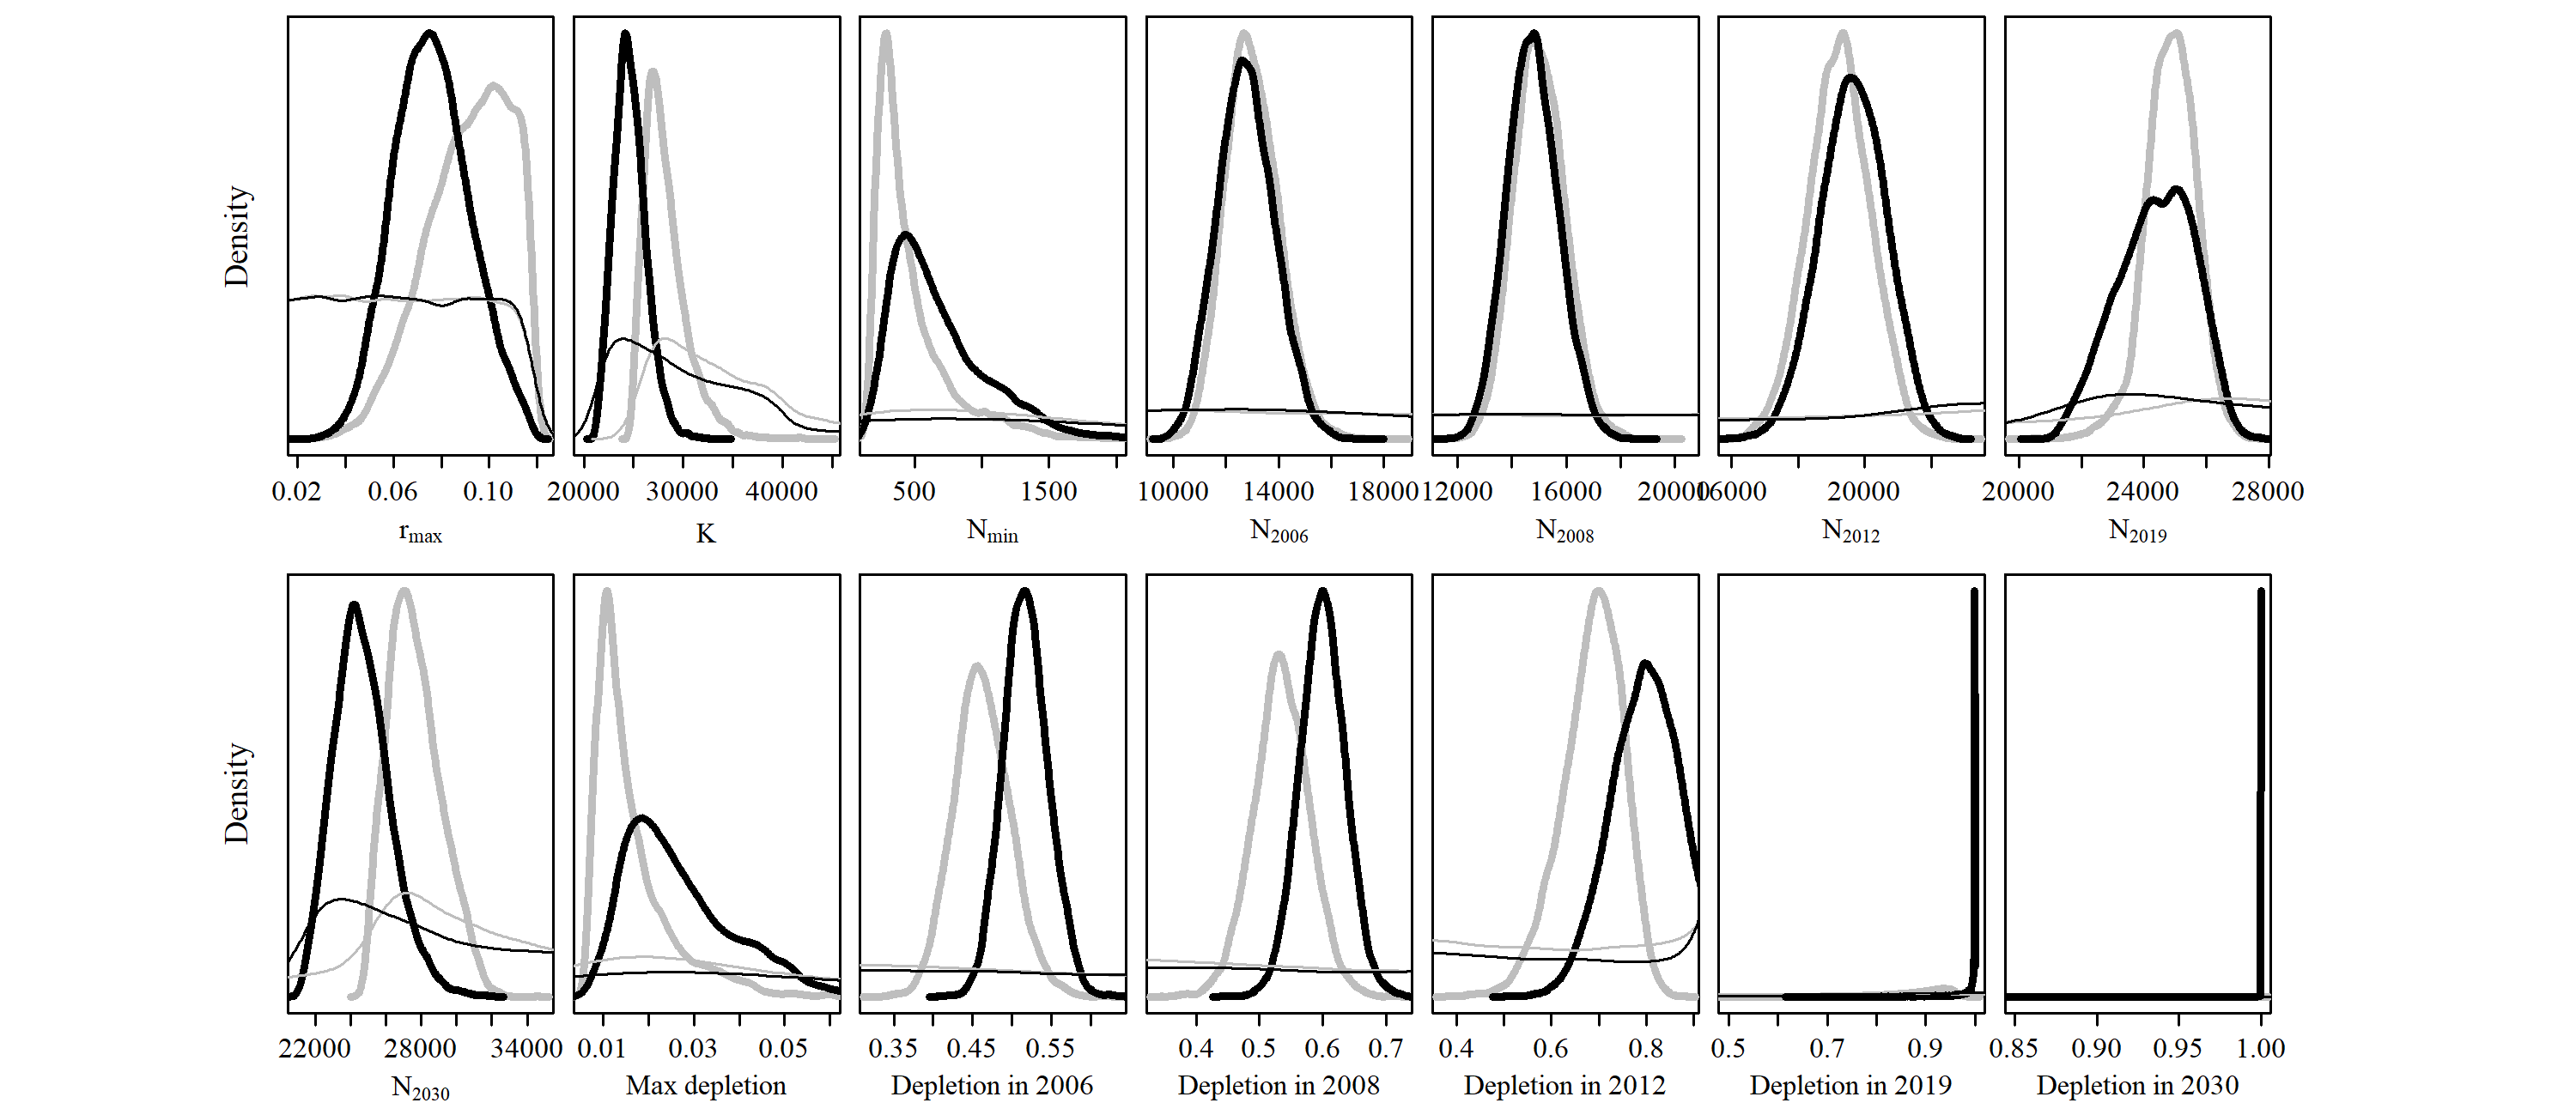 Density
0.02 0.06 0.10 20000 30000 40000 500 1500 10000 14000 18000 12000 16000 20000 16000 20000 20000 24000 28000
rmax K Nmin N2006 N2008 N2012 N2019
Density
22000 28000 34000 0.01 0.03 0.05 0.35 0.45 0.55 0.4 0.5 0.6 0.7 0.4 0.6 0.8 0.5 0.7 0.9 0.85 0.90 0.95 1.00
N2030 Max depletion Depletion in 2006 Depletion in 2008 Depletion in 2012 Depletion in 2019 Depletion in 2030